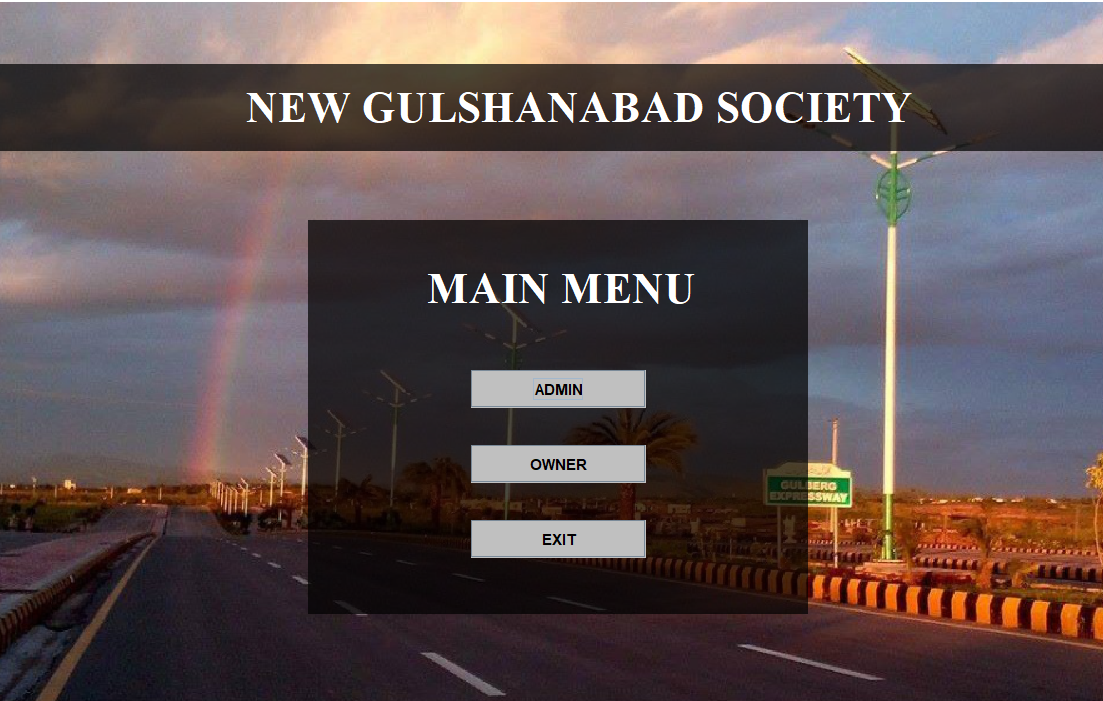 NEW GULSHANABAD SOCIETY
MAIN MENU
ADMIN
OWNER
EXIT
GULBERG
EXPRESSWAY